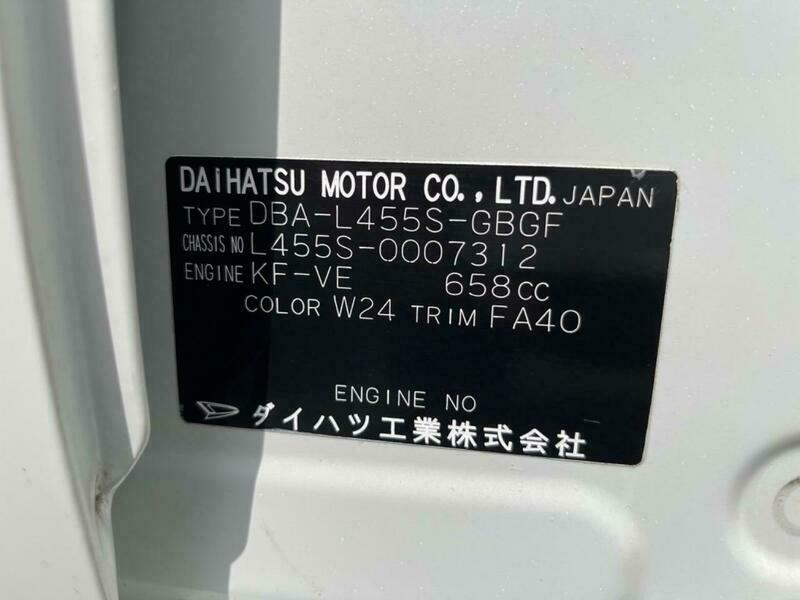 DAIHATSU MOTOR CO., LTD. JAPAN
TYPE DBA-L455S-GBGF
CHASSIS NO L455S-0007312
ENGINE KF-VE 658CC
COLOR W24 TRIM FA40
ENGINE NO
ダイハツ工業株式会社